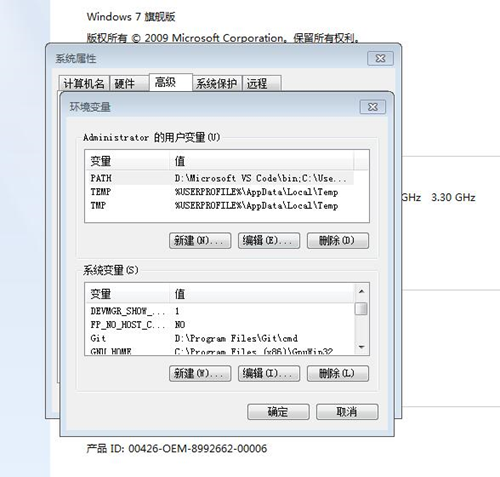 Windows 7 旗舰版
版权所有 © 2009 Microsoft Corporation。保留所有权利。
系统属性
计算机名 硬件 高级 系统保护 远程
环境变量
Administrator 的用户变量(U)
变量 值
PATH D:\Microsoft VS Code\bin;C:\Use...
TEMP %USERPROFILE%\AppData\Local\Temp
TMP %USERPROFILE%\AppData\Local\Temp
GHz 3.30 GHz
新建(N)... 编辑(E)... 删除(D)
系统变量(S)
变量 值
DEVMGR_SHOW_... 1
FP_NO_HOST_C... NO
Git D:\Program Files\Git\cmd
GNU_HOME C:\Program Files (x86)\GnuWin32
新建(W)... 编辑(I)... 删除(L)
确定 取消
产品 ID: 00426-OEM-8992662-00006